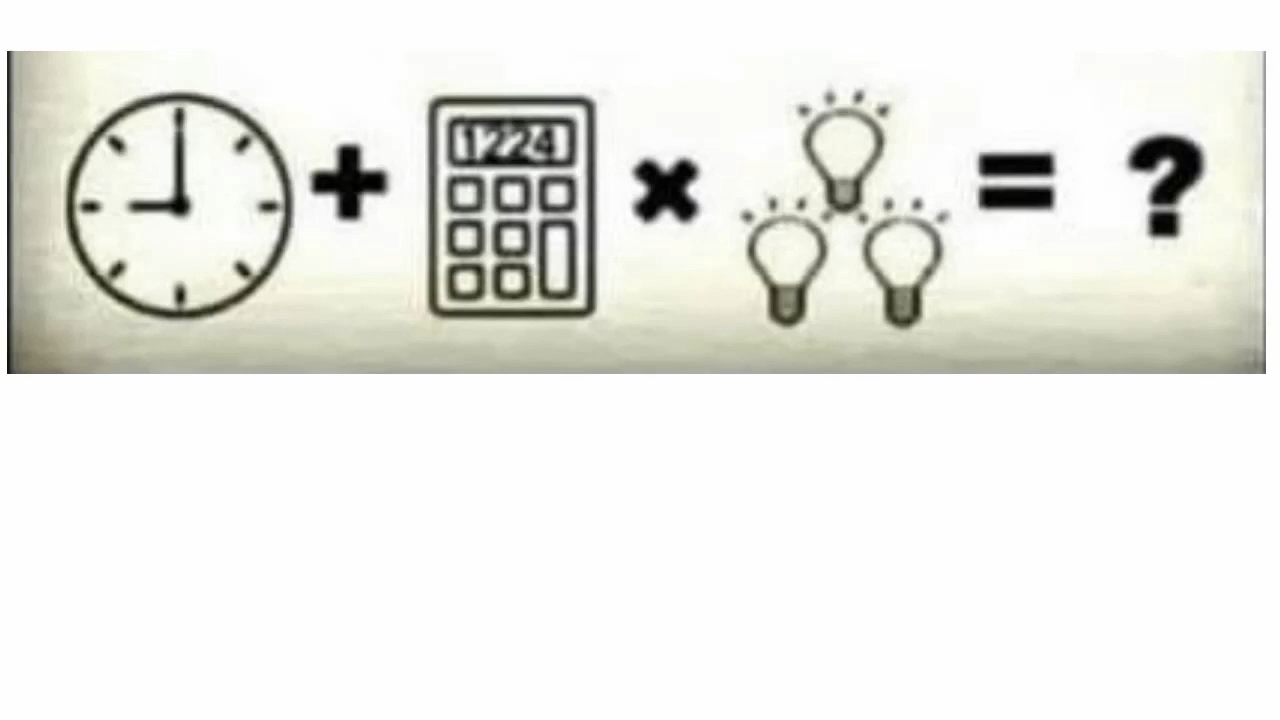 + 1224 × = ?